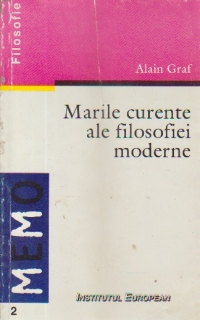 Filosofie
Alain Graf
Marile curente
ale filosofiei
moderne
MEMO
INSTITUTUL EUROPEAN
2